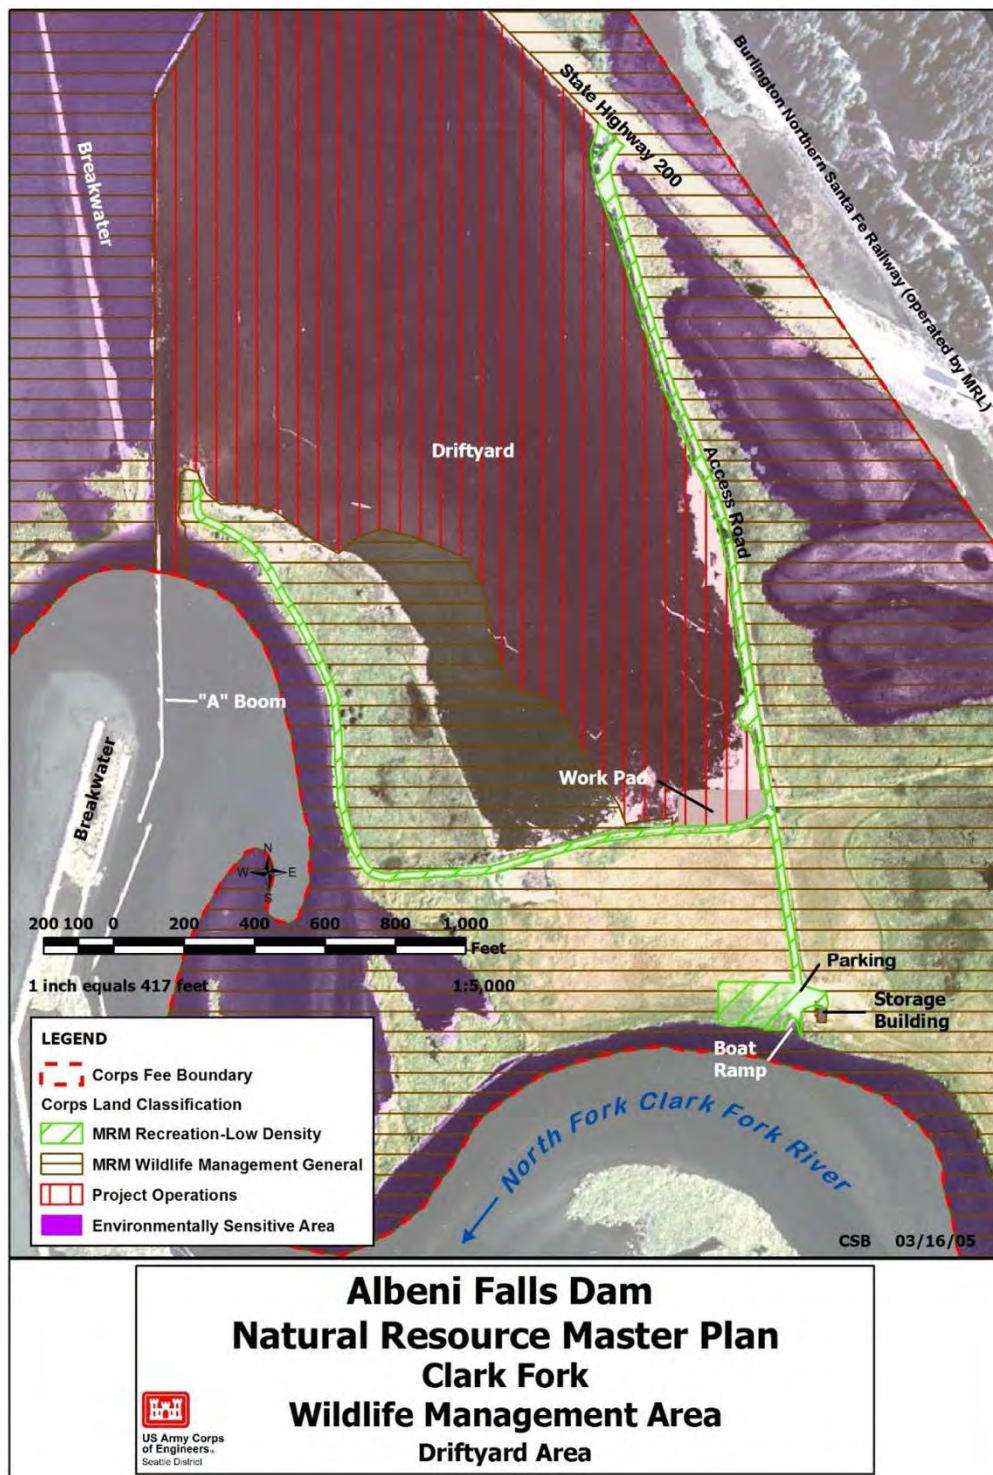 State Highway 200
Burlington Northern Santa Fe Railway (operated by MRL)
Breakwater
Driftyard
Access Road
"A" Boom
Breakwater
Work Pad
N
W E
S
200 100 0 200 400 600 800 1,000
Feet
1 inch equals 417 feet 1:5,000
Parking
Storage
Building
Boat
Ramp
LEGEND
Corps Fee Boundary
Corps Land Classification
MRM Recreation-Low Density
MRM Wildlife Management General
Project Operations
Environmentally Sensitive Area
North Fork Clark Fork River
CSB 03/16/05
Albeni Falls Dam
Natural Resource Master Plan
Clark Fork
Wildlife Management Area
Driftyard Area
US Army Corps
of Engineers®
Seattle District